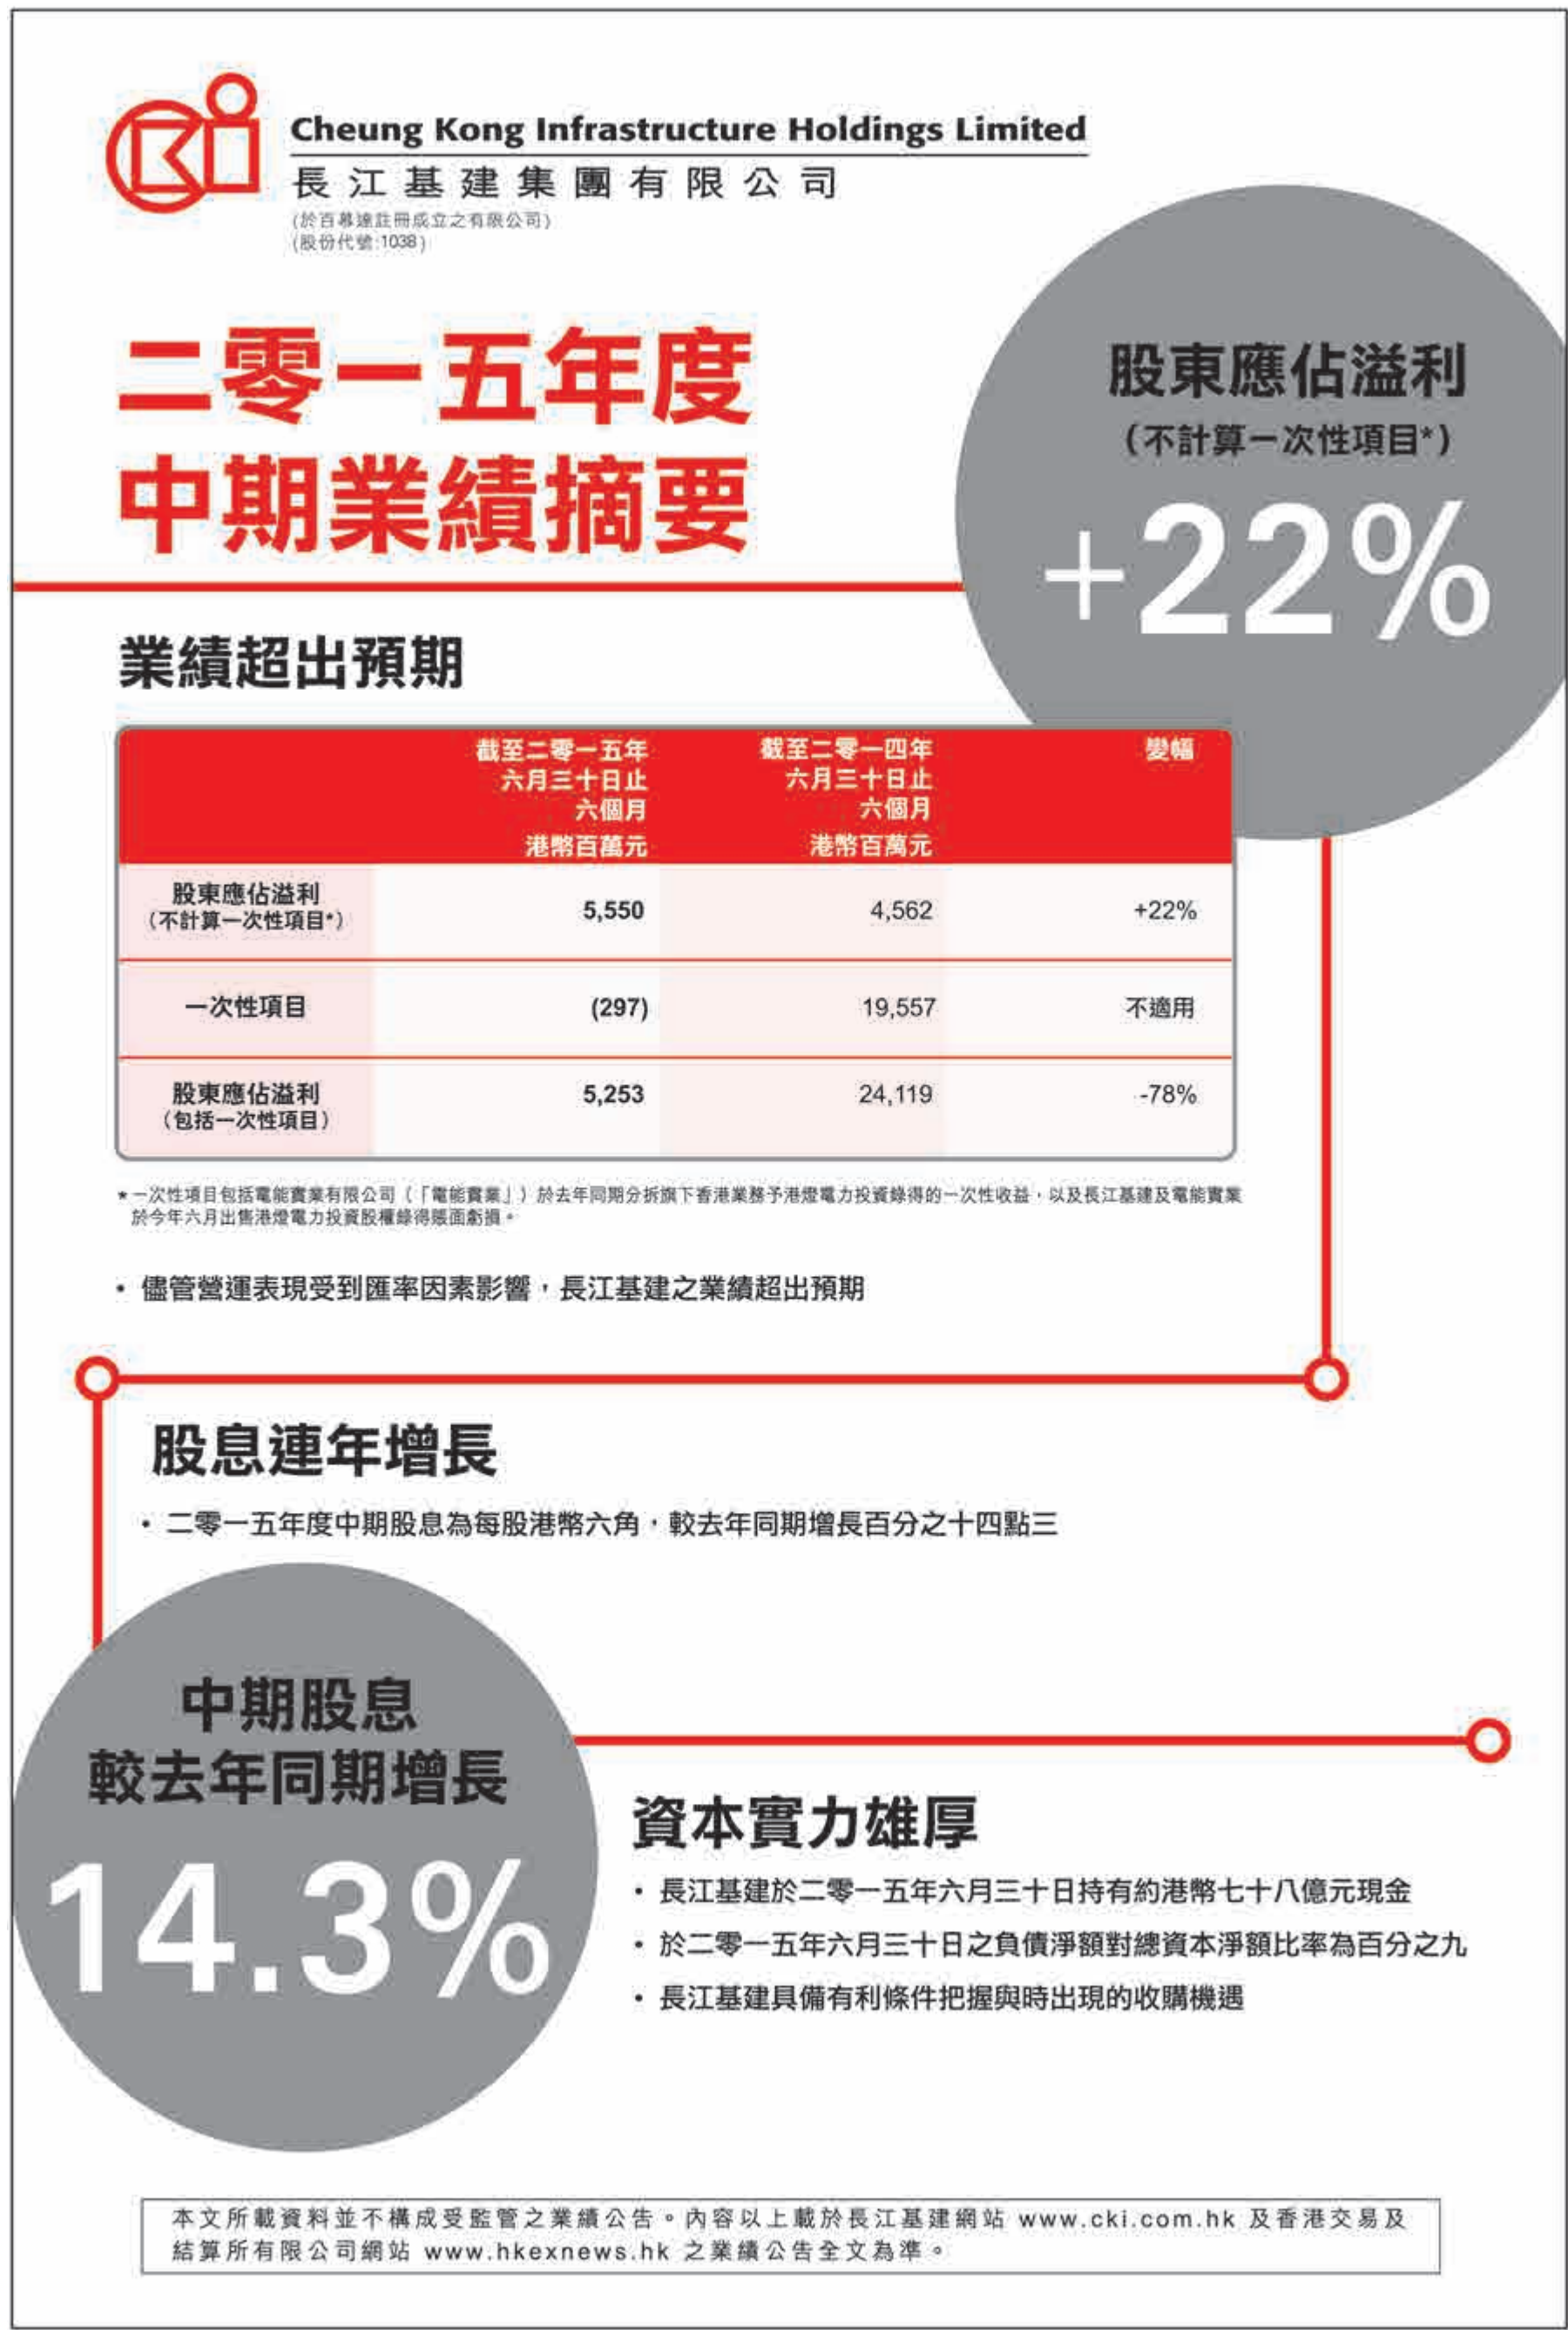 Cheung Kong Infrastructure Holdings Limited
長江基建集團有限公司
(於百慕達註冊成立之有限公司)
(股份代號:1038)
二零一五年度
中期業績摘要
股東應佔溢利
(不計算一次性項目*)
+22%
業績超出預期
截至二零一五年 截至二零一四年 變幅
六月三十日止 六月三十日止
六個月 六個月
港幣百萬元 港幣百萬元
股東應佔溢利
(不計算一次性項目*) 5,550 4,562 +22%
一次性項目 (297) 19,557 不適用
股東應佔溢利
(包括一次性項目) 5,253 24,119 -78%
* 一次性項目包括電能實業有限公司(「電能實業」)於去年同期分拆旗下香港業務予港燈電力投資錄得的一次性收益,以及長江基建及電能實業
於今年六月出售港燈電力投資股權錄得賬面虧損。
• 儘管營運表現受到匯率因素影響,長江基建之業績超出預期
股息連年增長
• 二零一五年度中期股息為每股港幣六角,較去年同期增長百分之十四點三
中期股息
較去年同期增長
14.3%
資本實力雄厚
• 長江基建於二零一五年六月三十日持有約港幣七十八億元現金
• 於二零一五年六月三十日之負債淨額對總資本淨額比率為百分之九
• 長江基建具備有利條件把握與時出現的收購機遇
本文所載資料並不構成受監管之業績公告。內容以上載於長江基建網站 www.cki.com.hk 及香港交易及
結算所有限公司網站 www.hkexnews.hk 之業績公告全文為準。